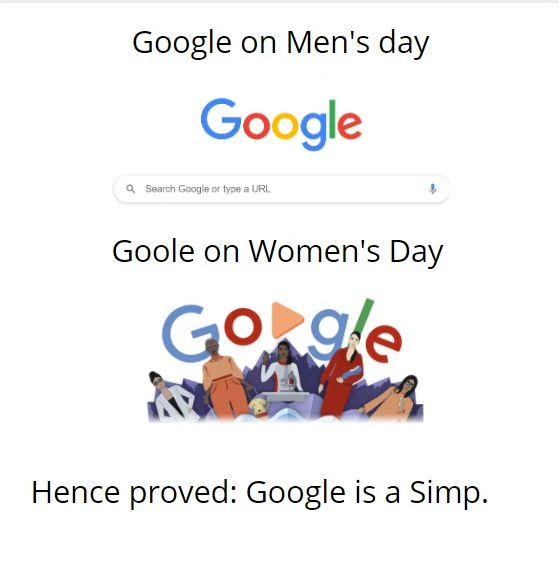 Google on Men's day
Google
Search Google or type a URL
Goole on Women's Day
Google
Hence proved: Google is a Simp.